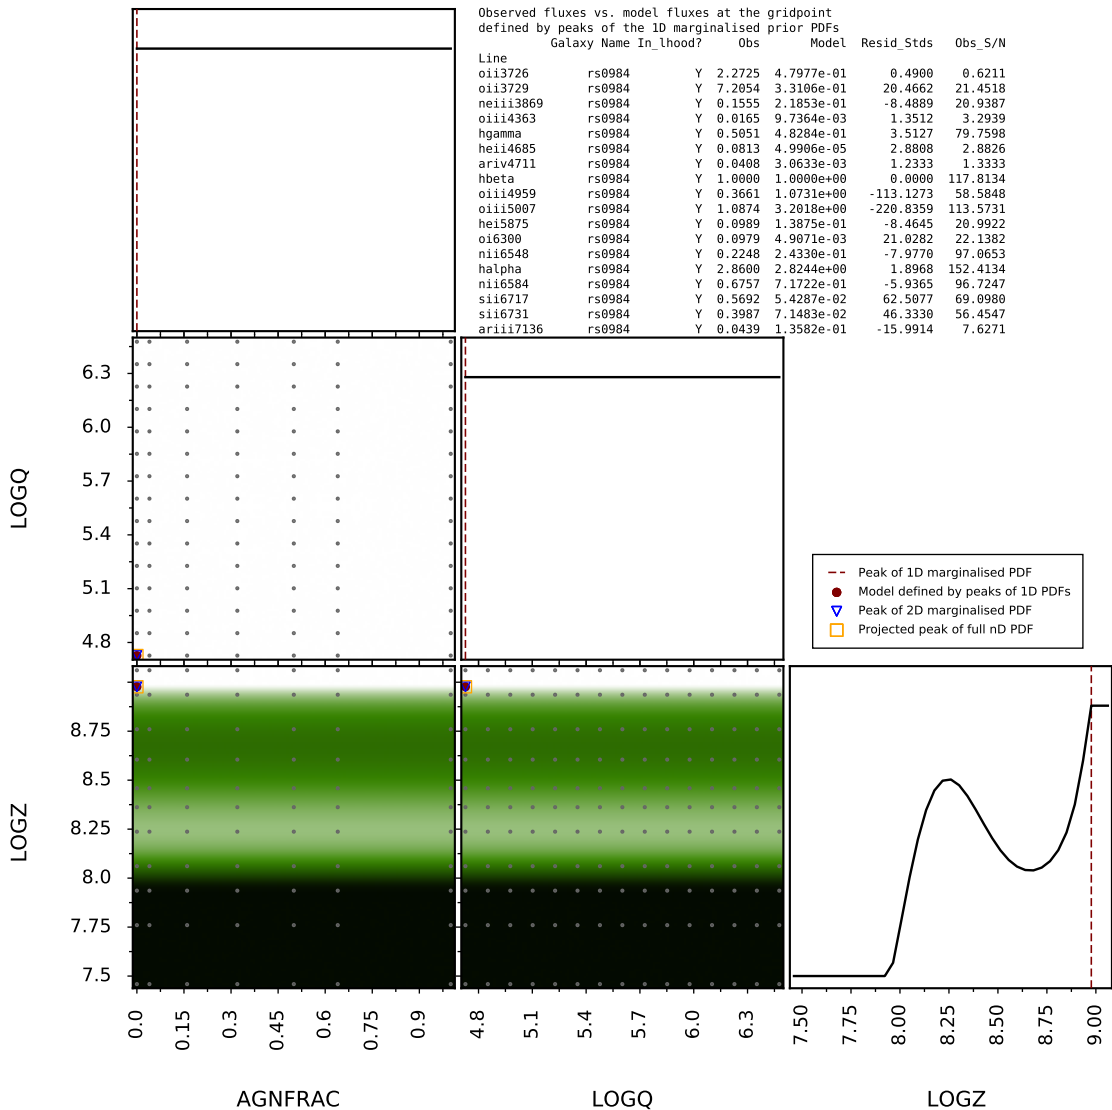 Observed fluxes vs. model fluxes at the gridpoint
defined by peaks of the 1D marginalised prior PDFs
Galaxy Name In_lhood? Obs Model Resid_Stds Obs_S/N
Line
oii3726 rs0984 Y 2.2725 4.7977e-01 0.4900 0.6211
oii3729 rs0984 Y 7.2054 3.3106e-01 20.4662 21.4518
neiii3869 rs0984 Y 0.1555 2.1853e-01 -8.4889 20.9387
oiii4363 rs0984 Y 0.0165 9.7364e-03 1.3512 3.2939
hgamma rs0984 Y 0.5051 4.8284e-01 3.5127 79.7598
heii4685 rs0984 Y 0.0813 4.9906e-05 2.8808 2.8826
ariv4711 rs0984 Y 0.0408 3.0633e-03 1.2333 1.3333
hbeta rs0984 Y 1.0000 1.0000e+00 0.0000 117.8134
oiii4959 rs0984 Y 0.3661 1.0731e+00 -113.1273 58.5848
oiii5007 rs0984 Y 1.0874 3.2018e+00 -220.8359 113.5731
hei5875 rs0984 Y 0.0989 1.3875e-01 -8.4645 20.9922
oi6300 rs0984 Y 0.0979 4.9071e-03 21.0282 22.1382
nii6548 rs0984 Y 0.2248 2.4330e-01 -7.9770 97.0653
halpha rs0984 Y 2.8600 2.8244e+00 1.8968 152.4134
nii6584 rs0984 Y 0.6757 7.1722e-01 -5.9365 96.7247
sii6717 rs0984 Y 0.5692 5.4287e-02 62.5077 69.0980
sii6731 rs0984 Y 0.3987 7.1483e-02 46.3330 56.4547
ariii7136 rs0984 Y 0.0439 1.3582e-01 -15.9914 7.6271
LOGQ
6.3
6.0
5.7
5.4
5.1
4.8
Peak of 1D marginalised PDF
Model defined by peaks of 1D PDFs
Peak of 2D marginalised PDF
Projected peak of full nD PDF
LOGZ
8.75
8.5
8.25
8.0
7.75
7.5
0.0 0.15 0.3 0.45 0.6 0.75 0.9
4.8 5.1 5.4 5.7 6.0 6.3
7.50 7.75 8.00 8.25 8.50 8.75 9.00
AGNFRAC LOGQ LOGZ